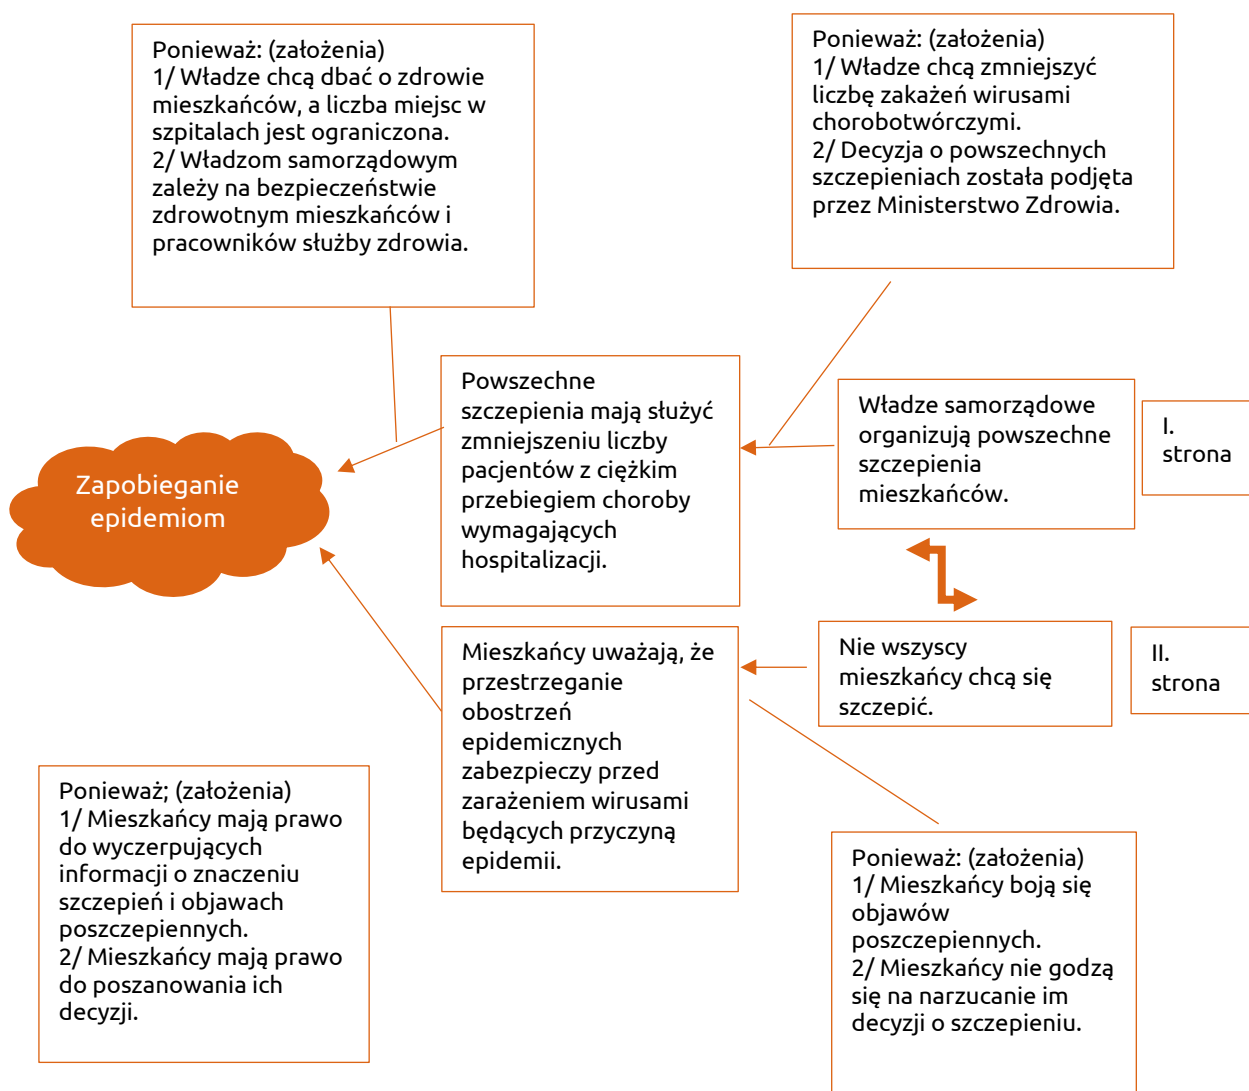 Ponieważ: (założenia)
1/ Władze chcą dbać o zdrowie
mieszkańców, a liczba miejsc w
szpitalach jest ograniczona.
2/ Władzom samorządowym
zależy na bezpieczeństwie
zdrowotnym mieszkańców i
pracowników służby zdrowia.
Ponieważ: (założenia)
1/ Władze chcą zmniejszyć
liczbę zakażeń wirusami
chorobotwórczymi.
2/ Decyzja o powszechnych
szczepieniach została podjęta
przez Ministerstwo Zdrowia.
Zapobieganie
epidemiom
Powszechne
szczepienia mają służyć
zmniejszeniu liczby
pacjentów z ciężkim
przebiegiem choroby
wymagających
hospitalizacji.
Władze samorządowe
organizują powszechne
szczepienia
mieszkańców.
I.
strona
Mieszkańcy uważają, że
przestrzeganie
obostrzeń
epidemicznych
zabezpieczy przed
zarażeniem wirusami
będących przyczyną
epidemii.
Nie wszyscy
mieszkańcy chcą się
szczepić.
II.
strona
Ponieważ; (założenia)
1/ Mieszkańcy mają prawo
do wyczerpujących
informacji o znaczeniu
szczepień i objawach
poszczepiennych.
2/ Mieszkańcy mają prawo
do poszanowania ich
decyzji.
Ponieważ: (założenia)
1/ Mieszkańcy boją się
objawów
poszczepiennych.
2/ Mieszkańcy nie godzą
się na narzucanie im
decyzji o szczepieniu.